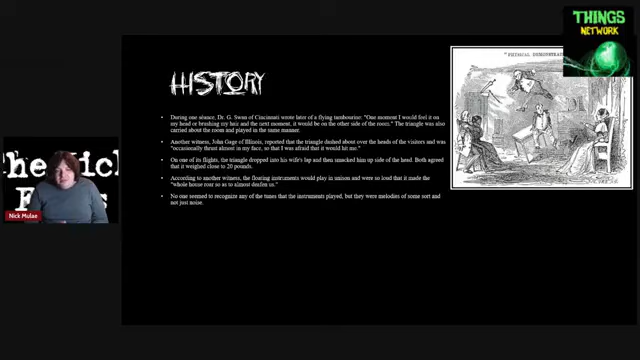 THINGS
NETWORK
"PHYSICAL DEMONSTRAT
HISTORY
• During one séance, Dr. G. Swan of Cincinnati wrote later of a flying tambourine: "One moment I would feel it on
my head or brushing my hair and the next moment, it would be on the other side of the room." The triangle was also
carried about the room and played in the same manner.
• Another witness, John Gage of Illinois, reported that the triangle dashed about over the heads of the visitors and was
"occasionally thrust almost in my face, so that I was afraid that it would hit me."
• On one of its flights, the triangle dropped into his wife's lap and then smacked him up side of the head. Both agreed
that it weighed close to 20 pounds.
• According to another witness, the floating instruments would play in unison and were so loud that it made the
"whole house roar so as to almost deafen us."
• No one seemed to recognize any of the tunes that the instruments played, but they were melodies of some sort and
not just noise.
Nick Mulae